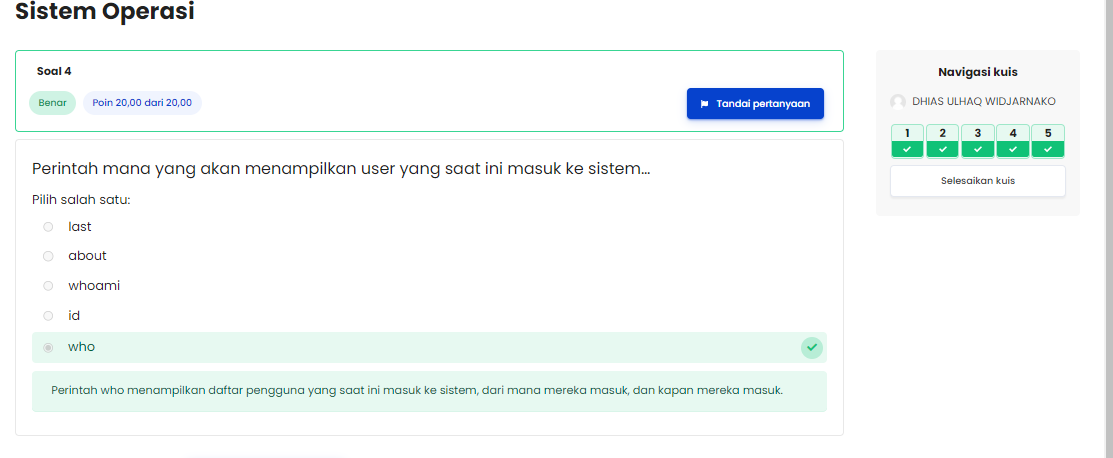 Sistem Operasi
Soal 4
Benar
Poin 20,00 dari 20,00
Tandai pertanyaan
Perintah mana yang akan menampilkan user yang saat ini masuk ke sistem...
Pilih salah satu:
last
about
whoami
id
who
Perintah who menampilkan daftar pengguna yang saat ini masuk ke sistem, dari mana mereka masuk, dan kapan mereka masuk.
Navigasi kuis
DHIAS ULHAQ WIDJARNAKO
1 2 3 4 5
Selesaikan kuis